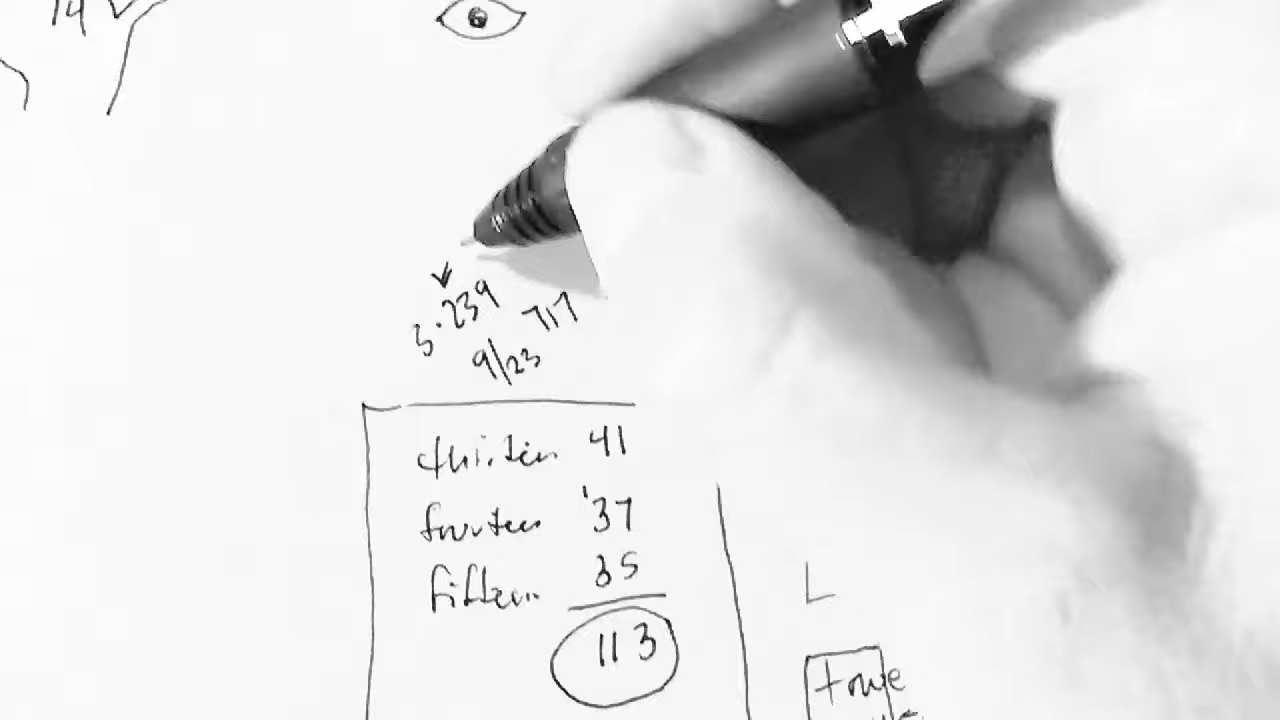 14
3.239 717
9/23
thirteen 41
fourteen '37
fifteen 35
113
L